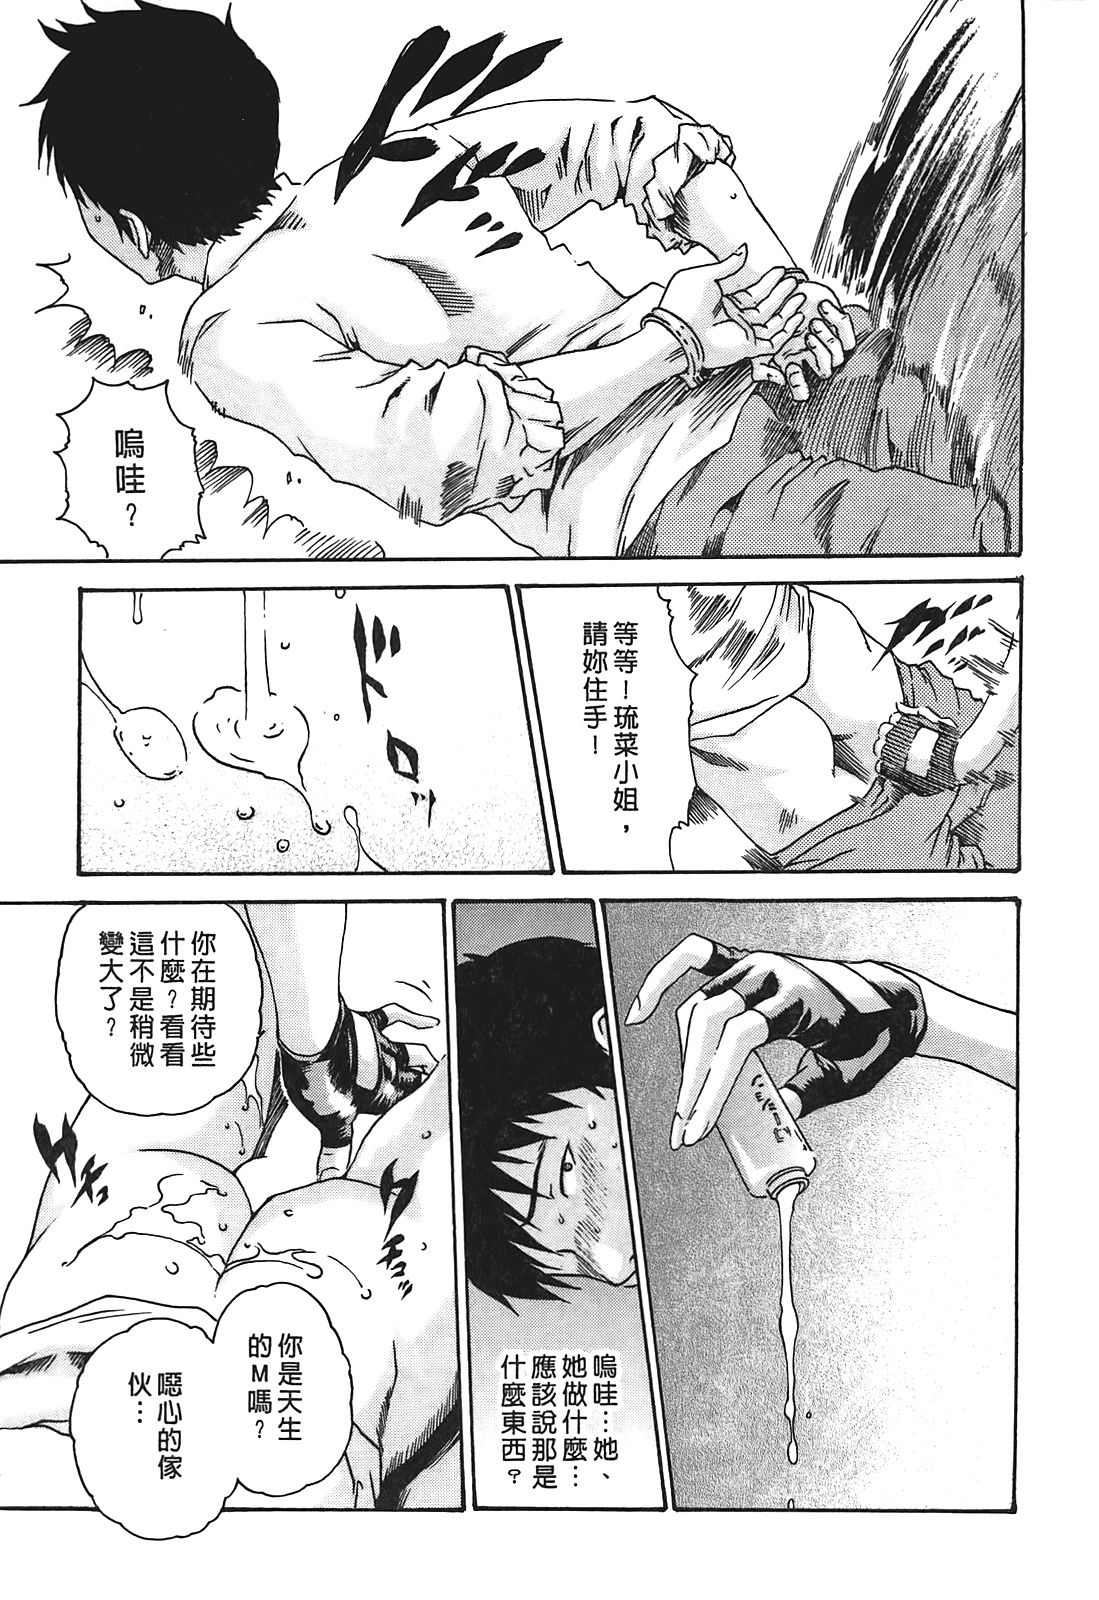 嗚哇？
等等！琉菜小姐，
請妳住手！
ドロッ
嗚哇…她、
她做什麼…
應該說那是
什麼東西？
你在期待些
什麼？看看
這不是稍微
變大了？
你是天生
的M嗎？
噁心的傢
伙…